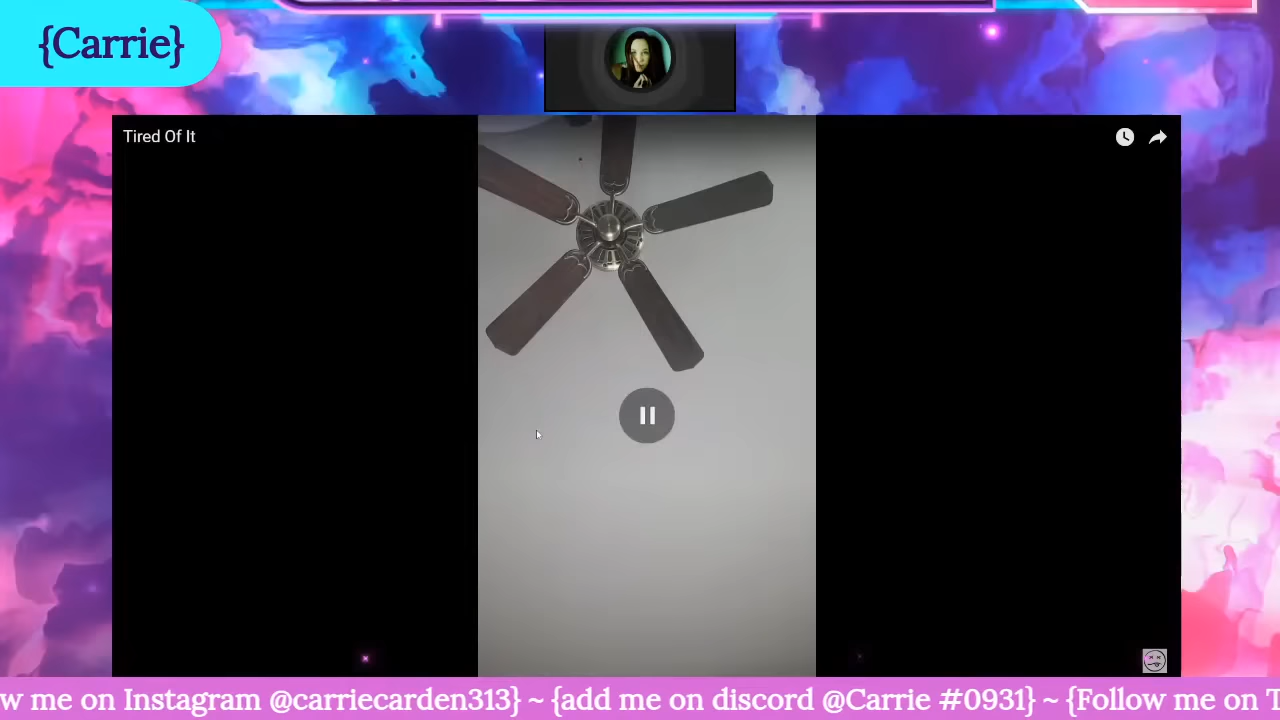 {Carrie}
Tired Of It
w me on Instagram @carriecarden313} ~ {add me on discord @Carrie #0931} ~ {Follow me on T